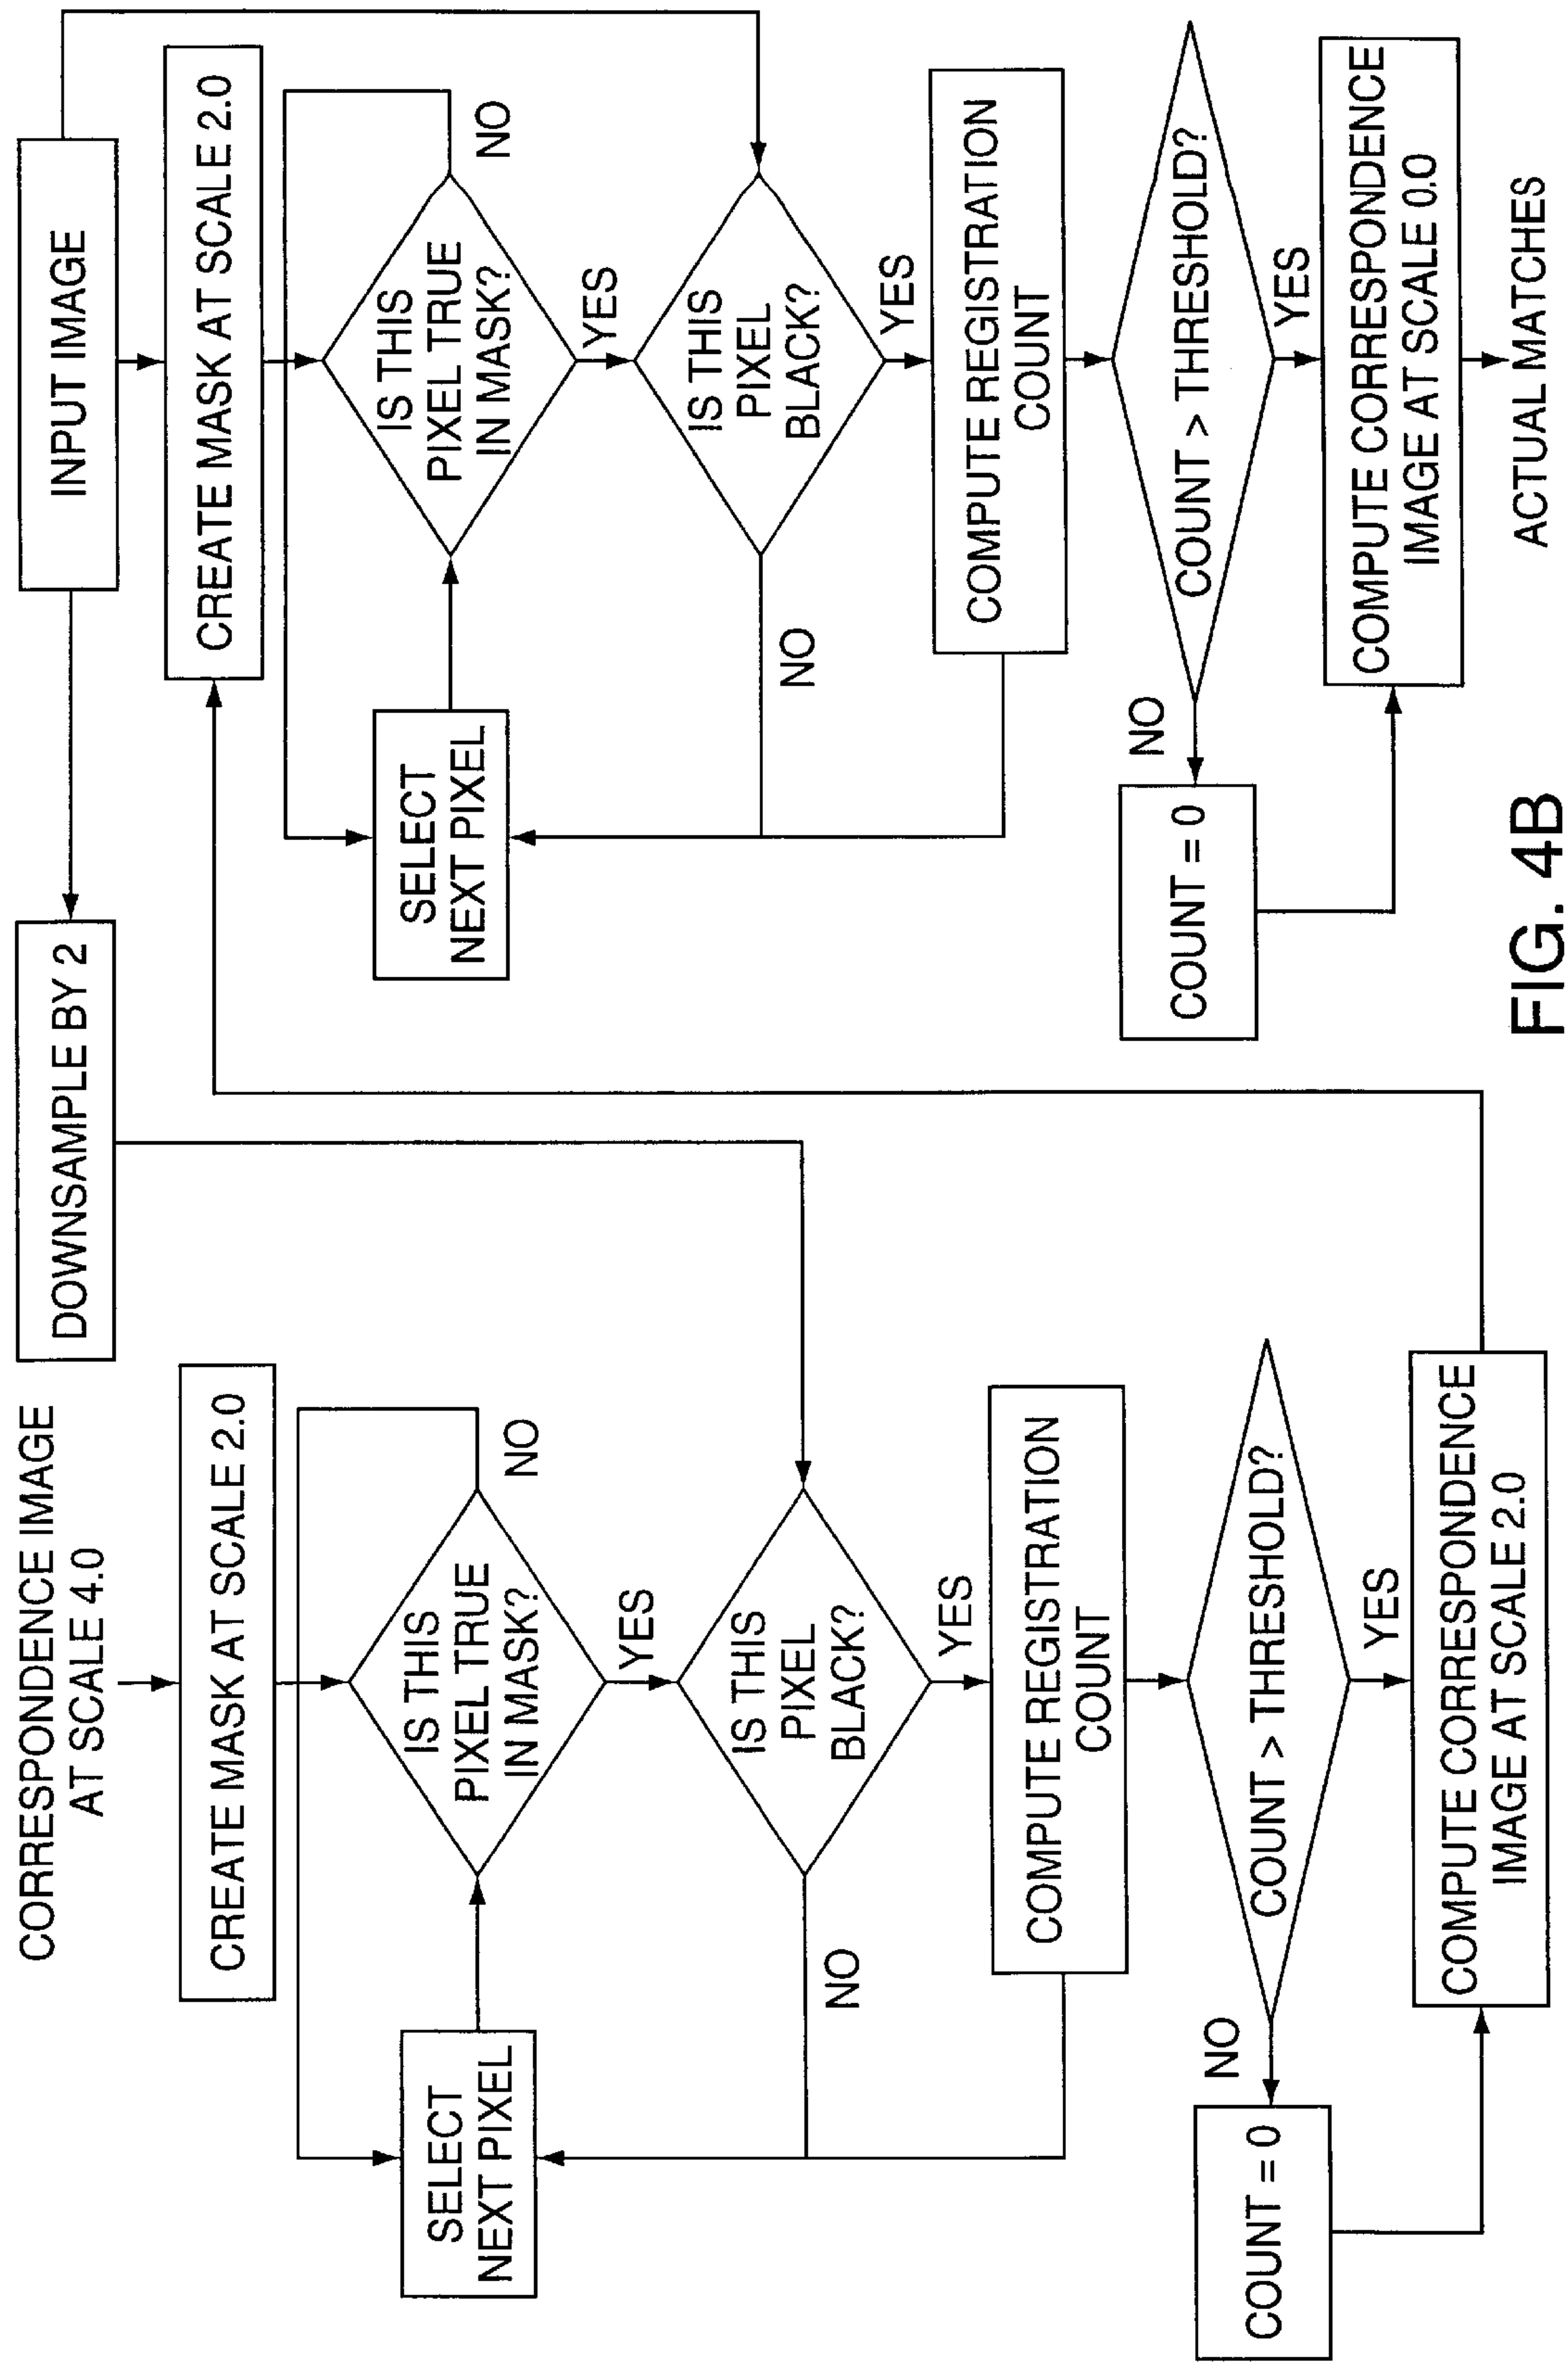 CORRESPONDENCE IMAGE
AT SCALE 4.0
CREATE MASK AT SCALE 2.0
IS THIS
PIXEL TRUE
IN MASK?
NO
YES
SELECT
NEXT PIXEL
IS THIS
PIXEL
BLACK?
NO
YES
COMPUTE REGISTRATION
COUNT
COUNT > THRESHOLD?
NO
YES
COUNT = 0
COMPUTE CORRESPONDENCE
IMAGE AT SCALE 2.0
DOWNSAMPLE BY 2
INPUT IMAGE
CREATE MASK AT SCALE 2.0
IS THIS
PIXEL TRUE
IN MASK?
NO
YES
SELECT
NEXT PIXEL
IS THIS
PIXEL
BLACK?
NO
YES
COMPUTE REGISTRATION
COUNT
COUNT > THRESHOLD?
NO
YES
COUNT = 0
COMPUTE CORRESPONDENCE
IMAGE AT SCALE 0.0
ACTUAL MATCHES
FIG. 4B